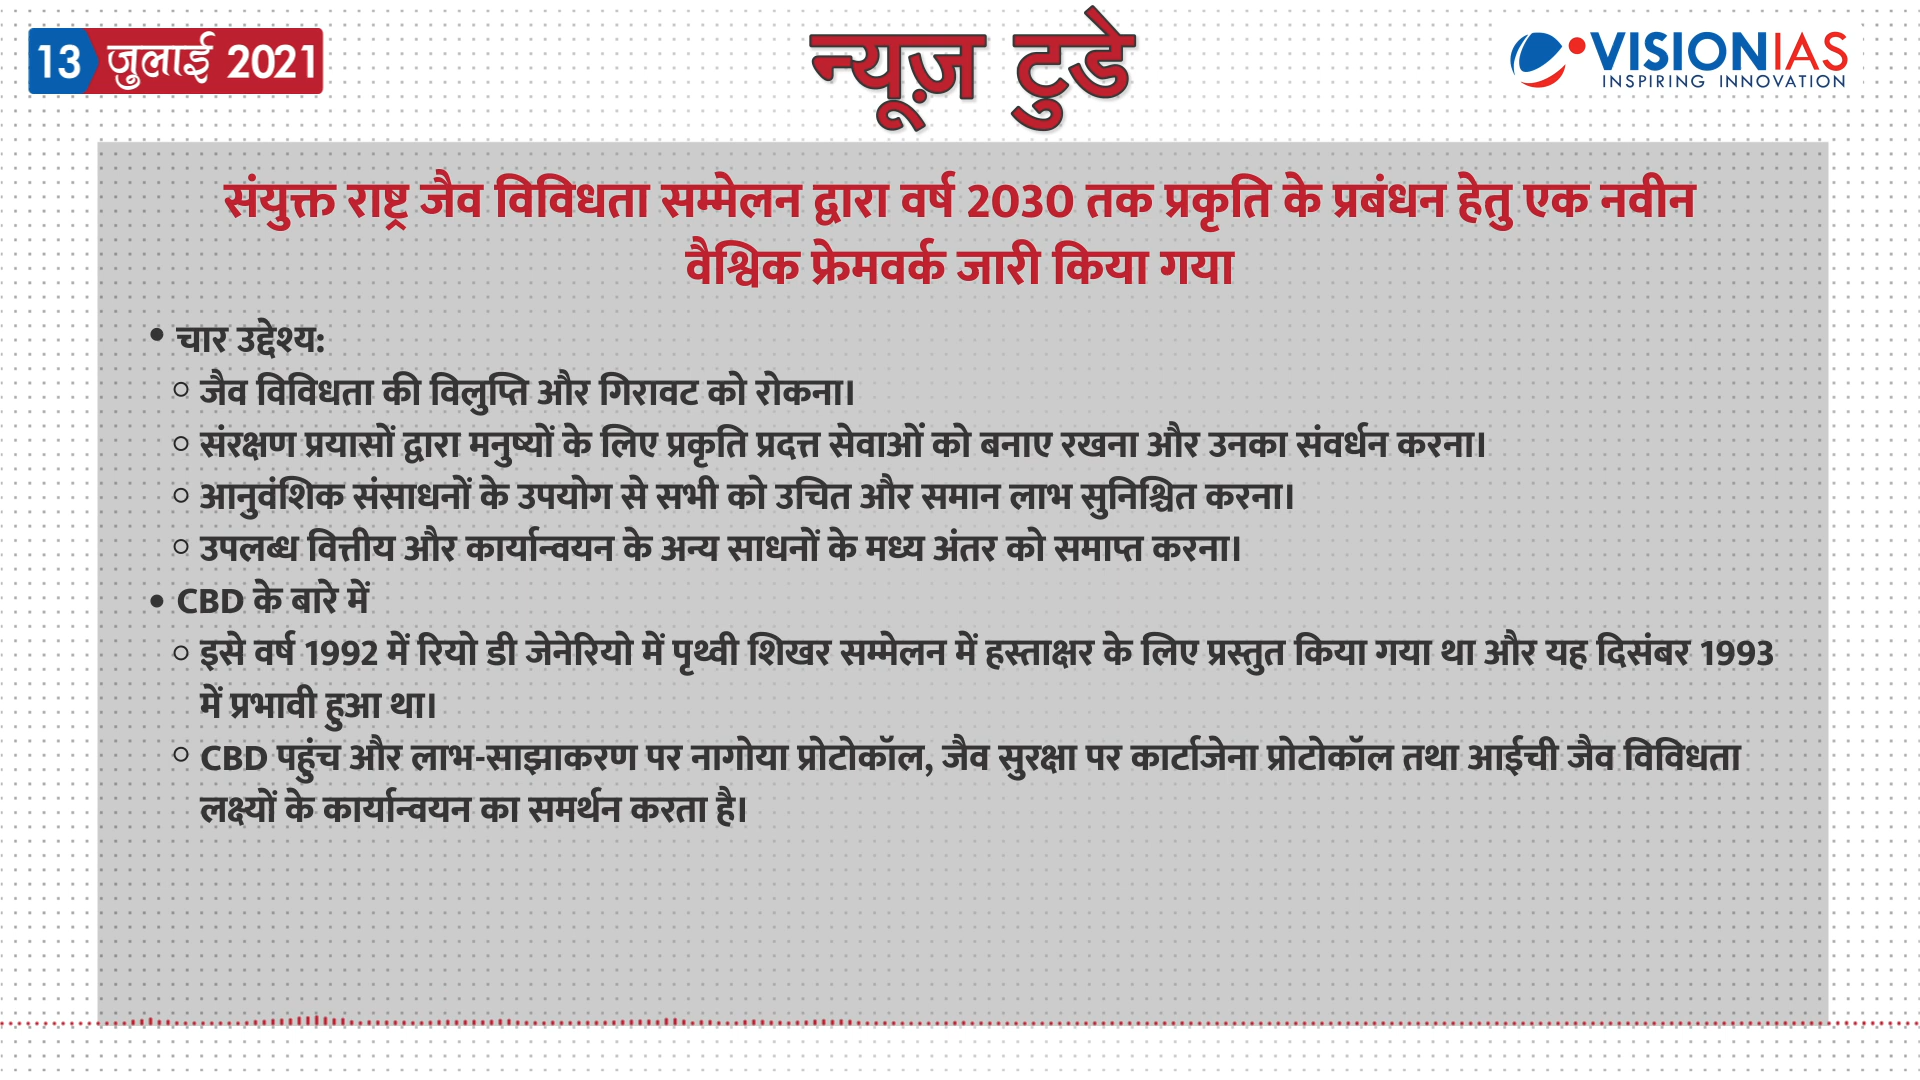 13 जुलाई 2021
न्यूज़ टुडे
VISIONIAS
INSPIRING INNOVATION
संयुक्त राष्ट्र जैव विविधता सम्मेलन द्वारा वर्ष 2030 तक प्रकृति के प्रबंधन हेतु एक नवीन
वैश्विक फ्रेमवर्क जारी किया गया
• चार उद्देश्य:
○ जैव विविधता की विलुप्ति और गिरावट को रोकना।
○ संरक्षण प्रयासों द्वारा मनुष्यों के लिए प्रकृति प्रदत्त सेवाओं को बनाए रखना और उनका संवर्धन करना।
○ आनुवंशिक संसाधनों के उपयोग से सभी को उचित और समान लाभ सुनिश्चित करना।
○ उपलब्ध वित्तीय और कार्यान्वयन के अन्य साधनों के मध्य अंतर को समाप्त करना।
• CBD के बारे में
○ इसे वर्ष 1992 में रियो डी जेनेरियो में पृथ्वी शिखर सम्मेलन में हस्ताक्षर के लिए प्रस्तुत किया गया था और यह दिसंबर 1993
में प्रभावी हुआ था।
○ CBD पहुंच और लाभ-साझाकरण पर नागोया प्रोटोकॉल, जैव सुरक्षा पर कार्टाजेना प्रोटोकॉल तथा आईची जैव विविधता
लक्ष्यों के कार्यान्वयन का समर्थन करता है।